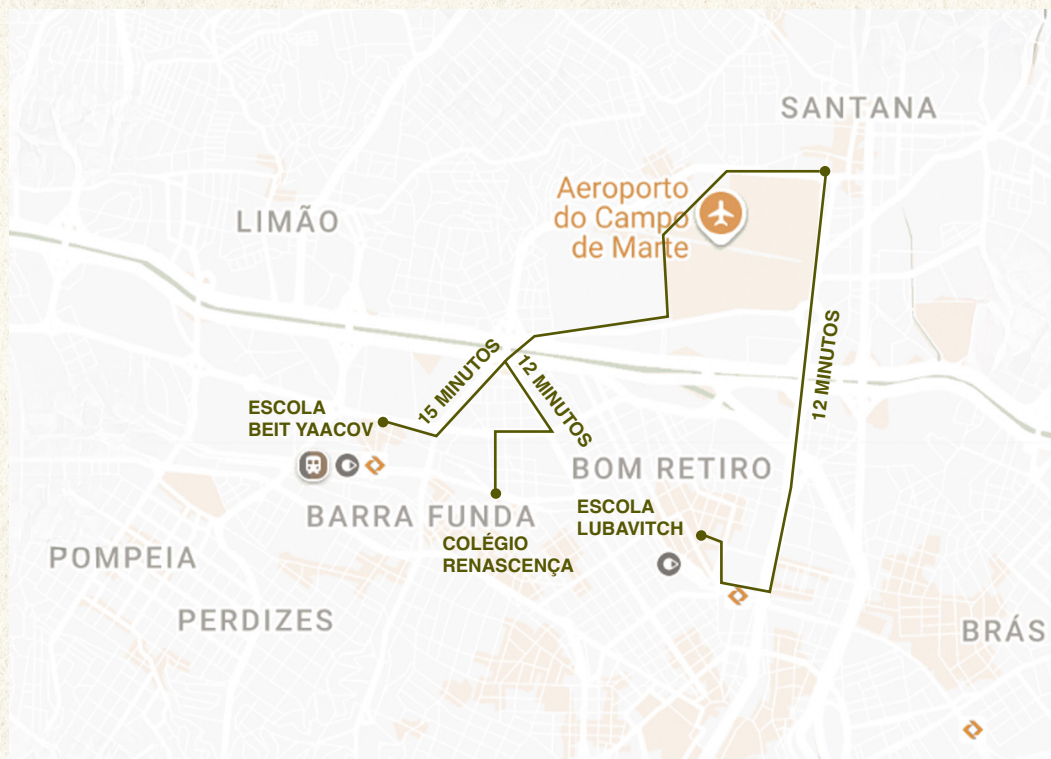 SANTANA
Aeroporto
do Campo
de Marte
LIMÃO
12 MINUTOS
15 MINUTOS
12 MINUTOS
ESCOLA
BEIT YAACOV
BOM RETIRO
BARRA FUNDA
ESCOLA
LUBAVITCH
COLÉGIO
RENASCENÇA
POMPEIA
PERDIZES
BRÁS